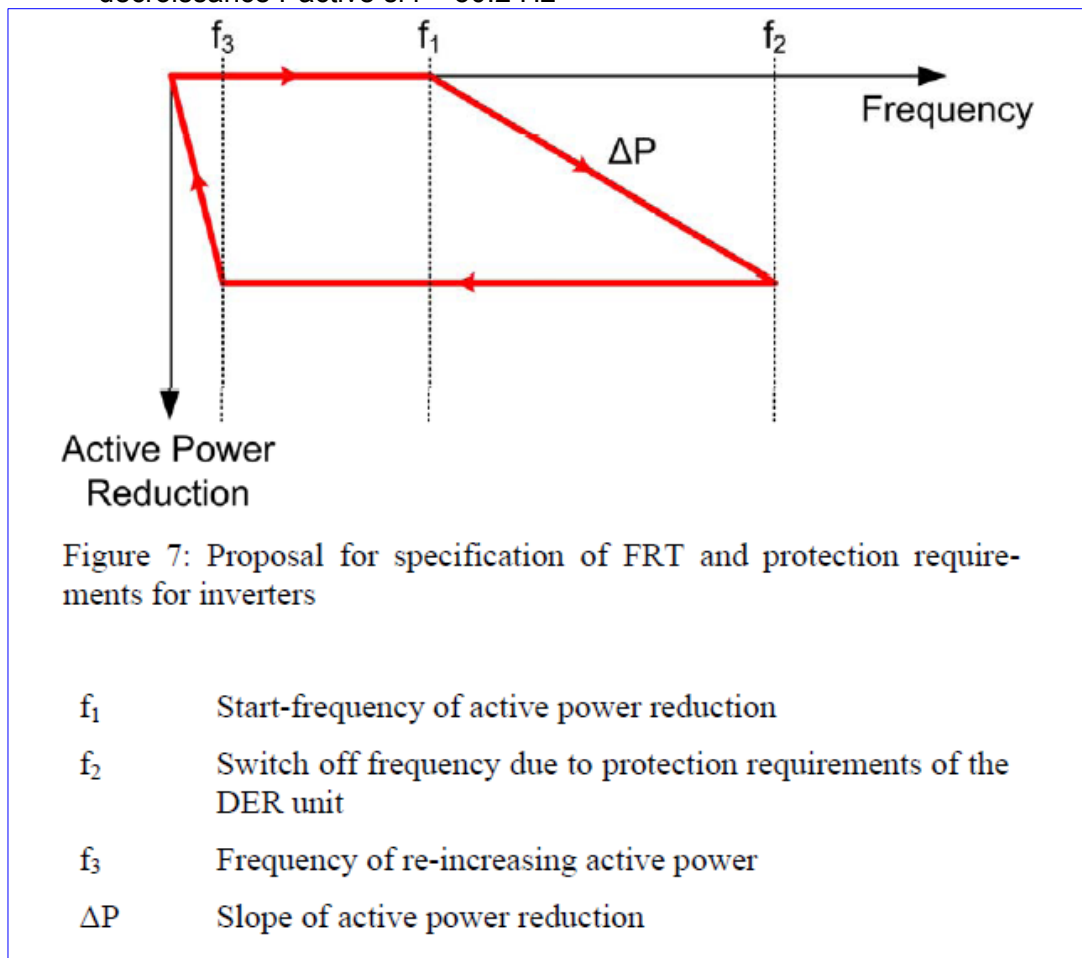 f₃ f₁ f₂
Frequency
ΔP
Active Power
Reduction
Figure 7: Proposal for specification of FRT and protection require-
ments for inverters
f₁ Start-frequency of active power reduction
f₂ Switch off frequency due to protection requirements of the
DER unit
f₃ Frequency of re-increasing active power
ΔP Slope of active power reduction